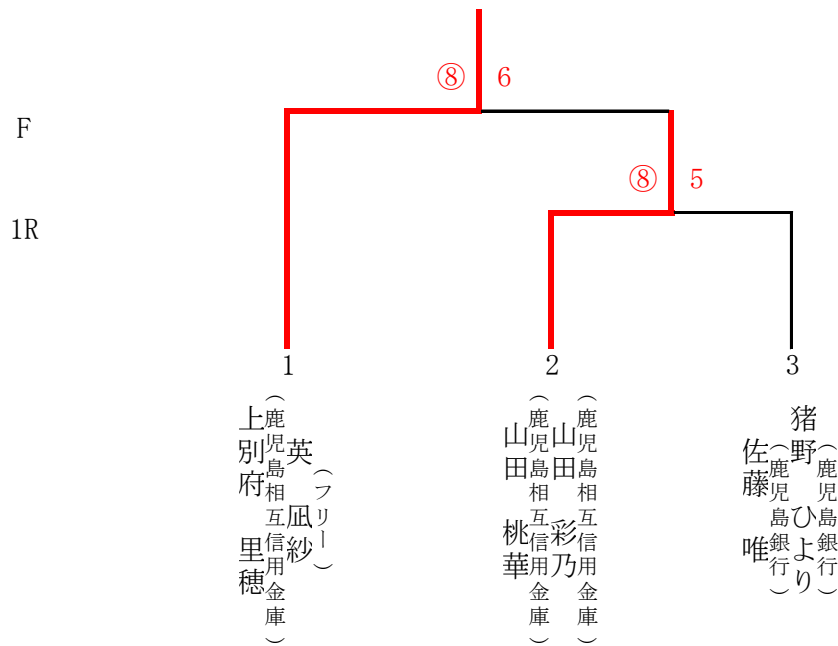 ⑧ 6
F
⑧ 5
1R
1 2 3
英 凪紗
(フリー)
上別府 里穂
(鹿児島相互信用金庫)
山田 彩乃
(鹿児島相互信用金庫)
山田 桃華
(鹿児島相互信用金庫)
猪野 ひより
(鹿児島銀行)
佐藤 唯
(鹿児島銀行)